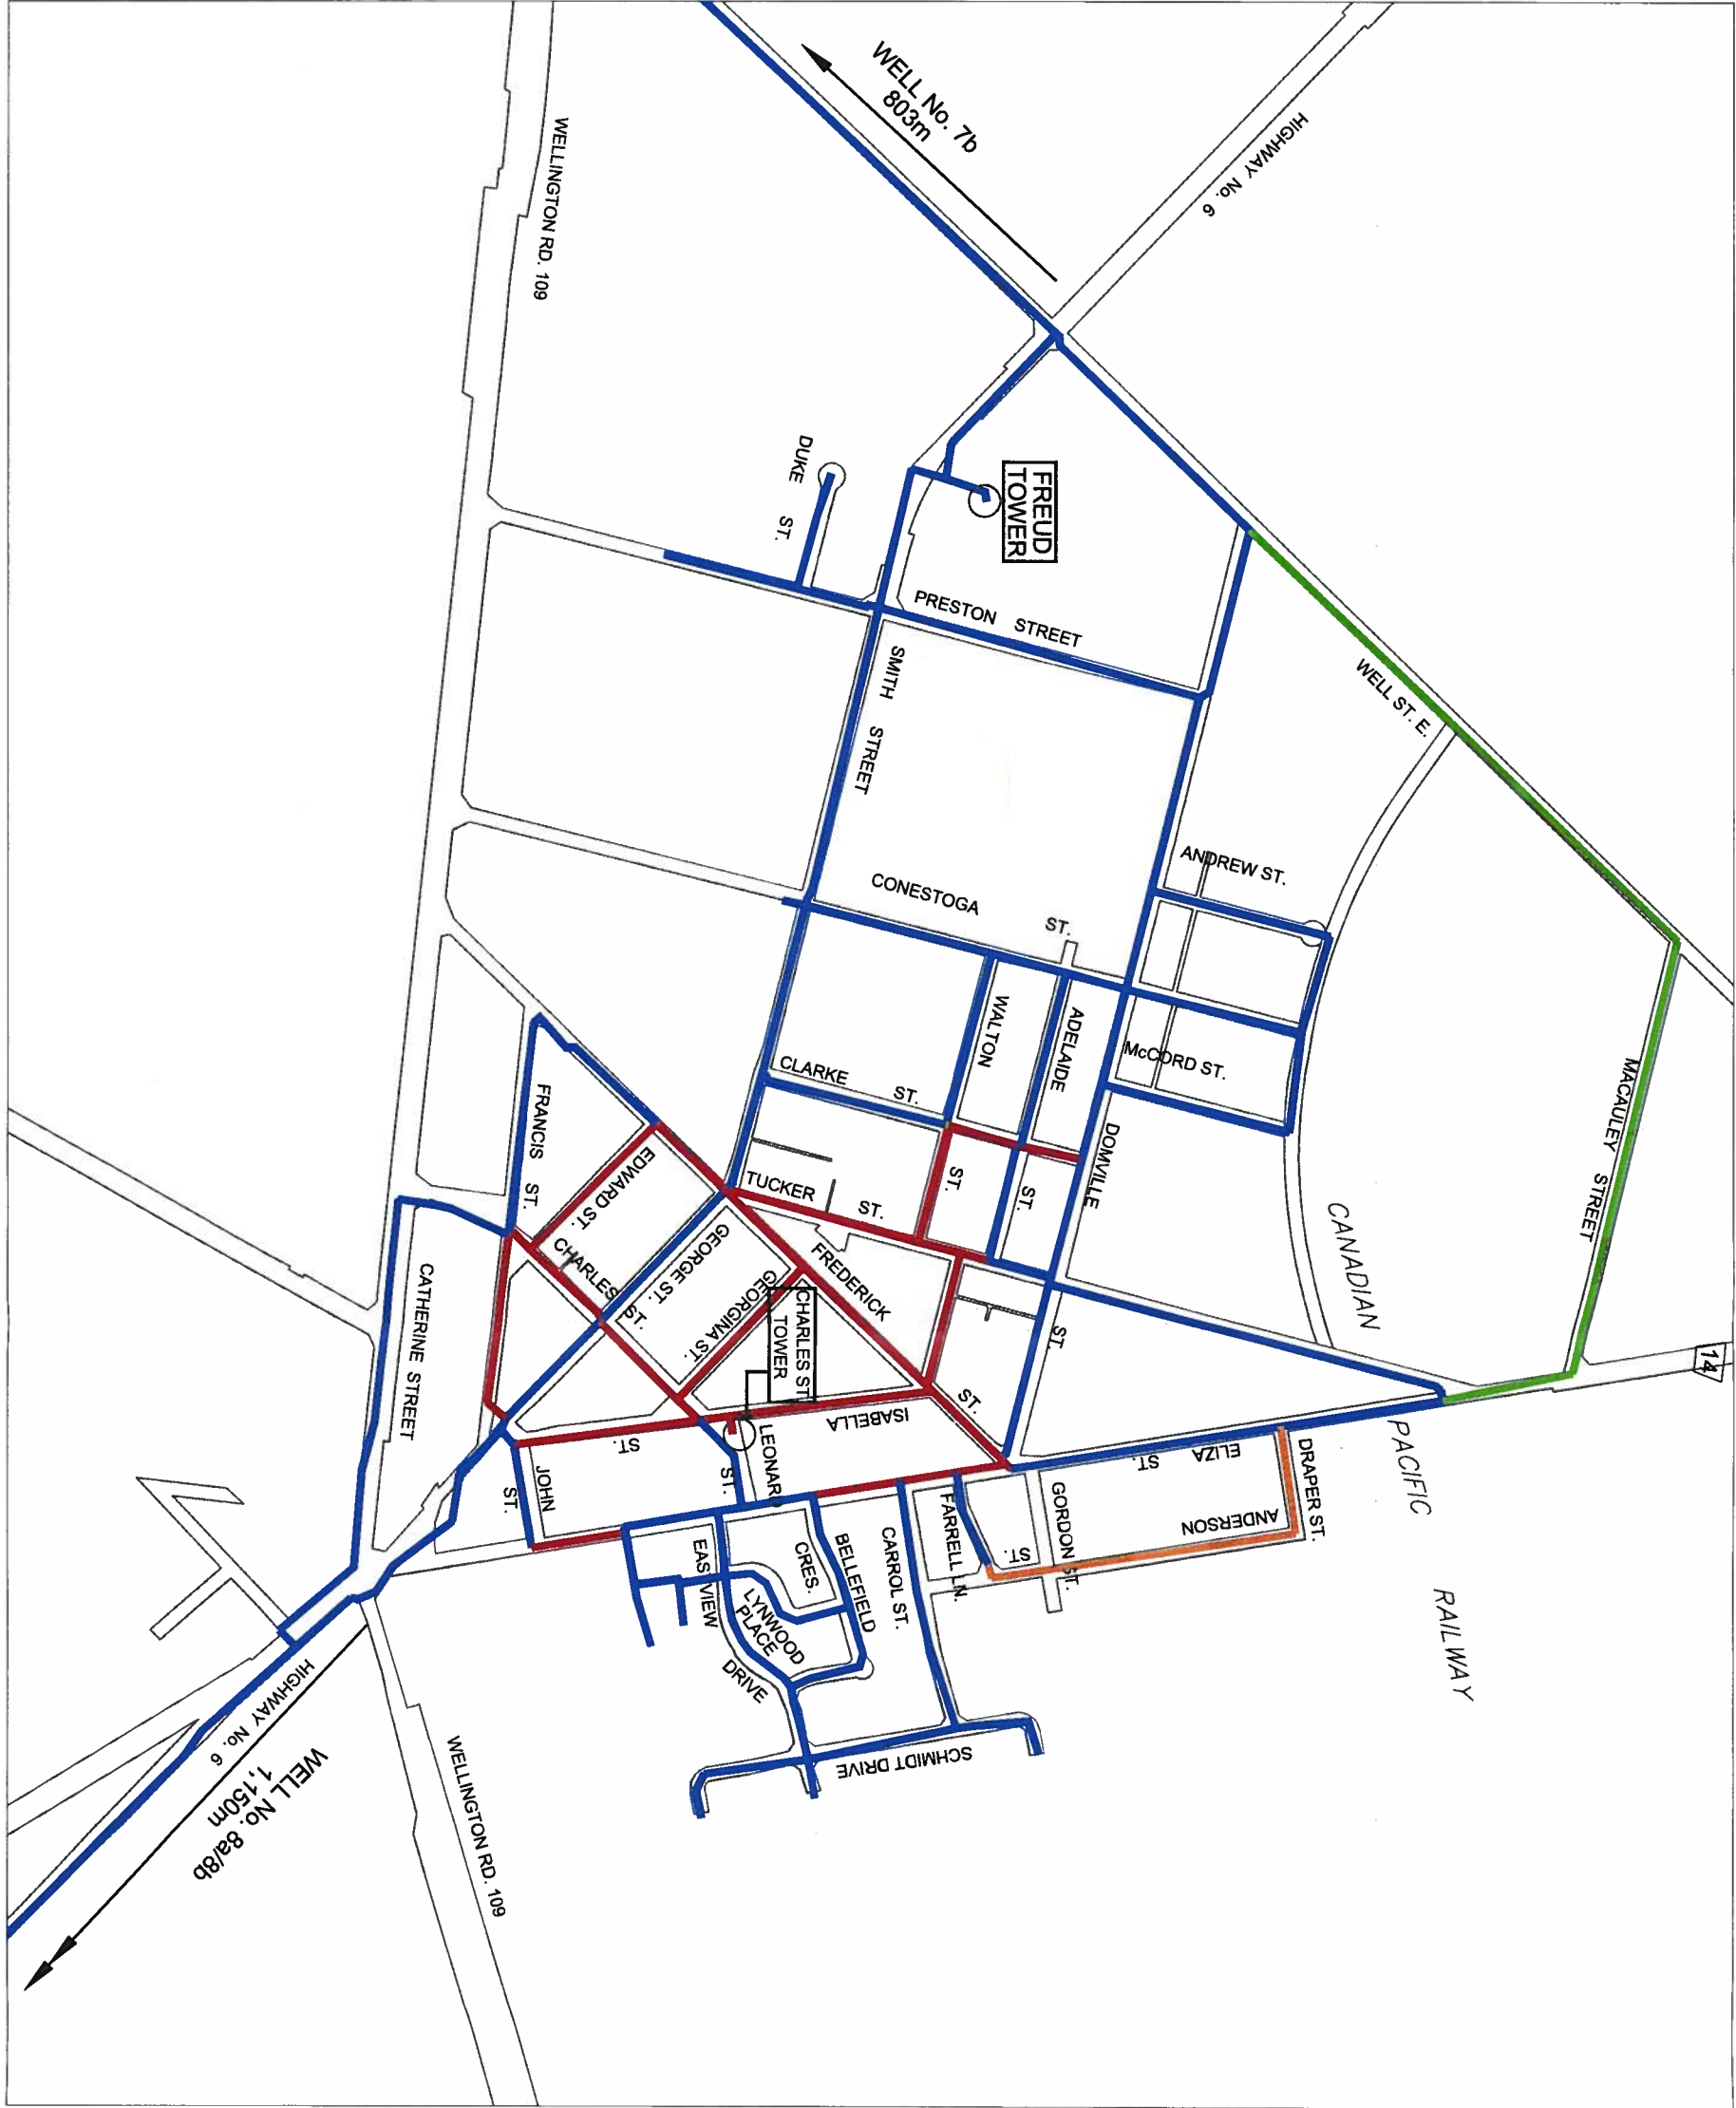 WELL No. 7b
803m
HIGHWAY No. 6
WELLINGTON RD. 109
FREUD
TOWER
DUKE
ST.
PRESTON STREET
SMITH STREET
WELL ST. E.
ANDREW ST.
CONESTOGA
ST.
WALTON
ADELAIDE
McCORD ST.
CLARKE
ST.
MACAULEY STREET
FRANCIS
ST.
EDWARD ST.
TUCKER
ST.
ST.
ST.
DOMVILLE
ST.
CANADIAN
PACIFIC
RAILWAY
CHARLES ST.
GEORGE ST.
GEORGINA ST.
FREDERICK
ST.
CHARLES ST.
TOWER
CATHERINE STREET
14
ISABELLA
ST.
LEONARD
ST.
JOHN
ST.
ELIZA
ST.
DRAPER ST.
ANDERSON
ST.
GORDON ST.
FARRELL LN.
CARROL ST.
BELLEFIELD
CRES.
EASTVIEW
DRIVE
LYNWOOD
PLACE
SCHMIDT DRIVE
HIGHWAY No. 6
WELL No. 8a/8b
1,150m
WELLINGTON RD. 109